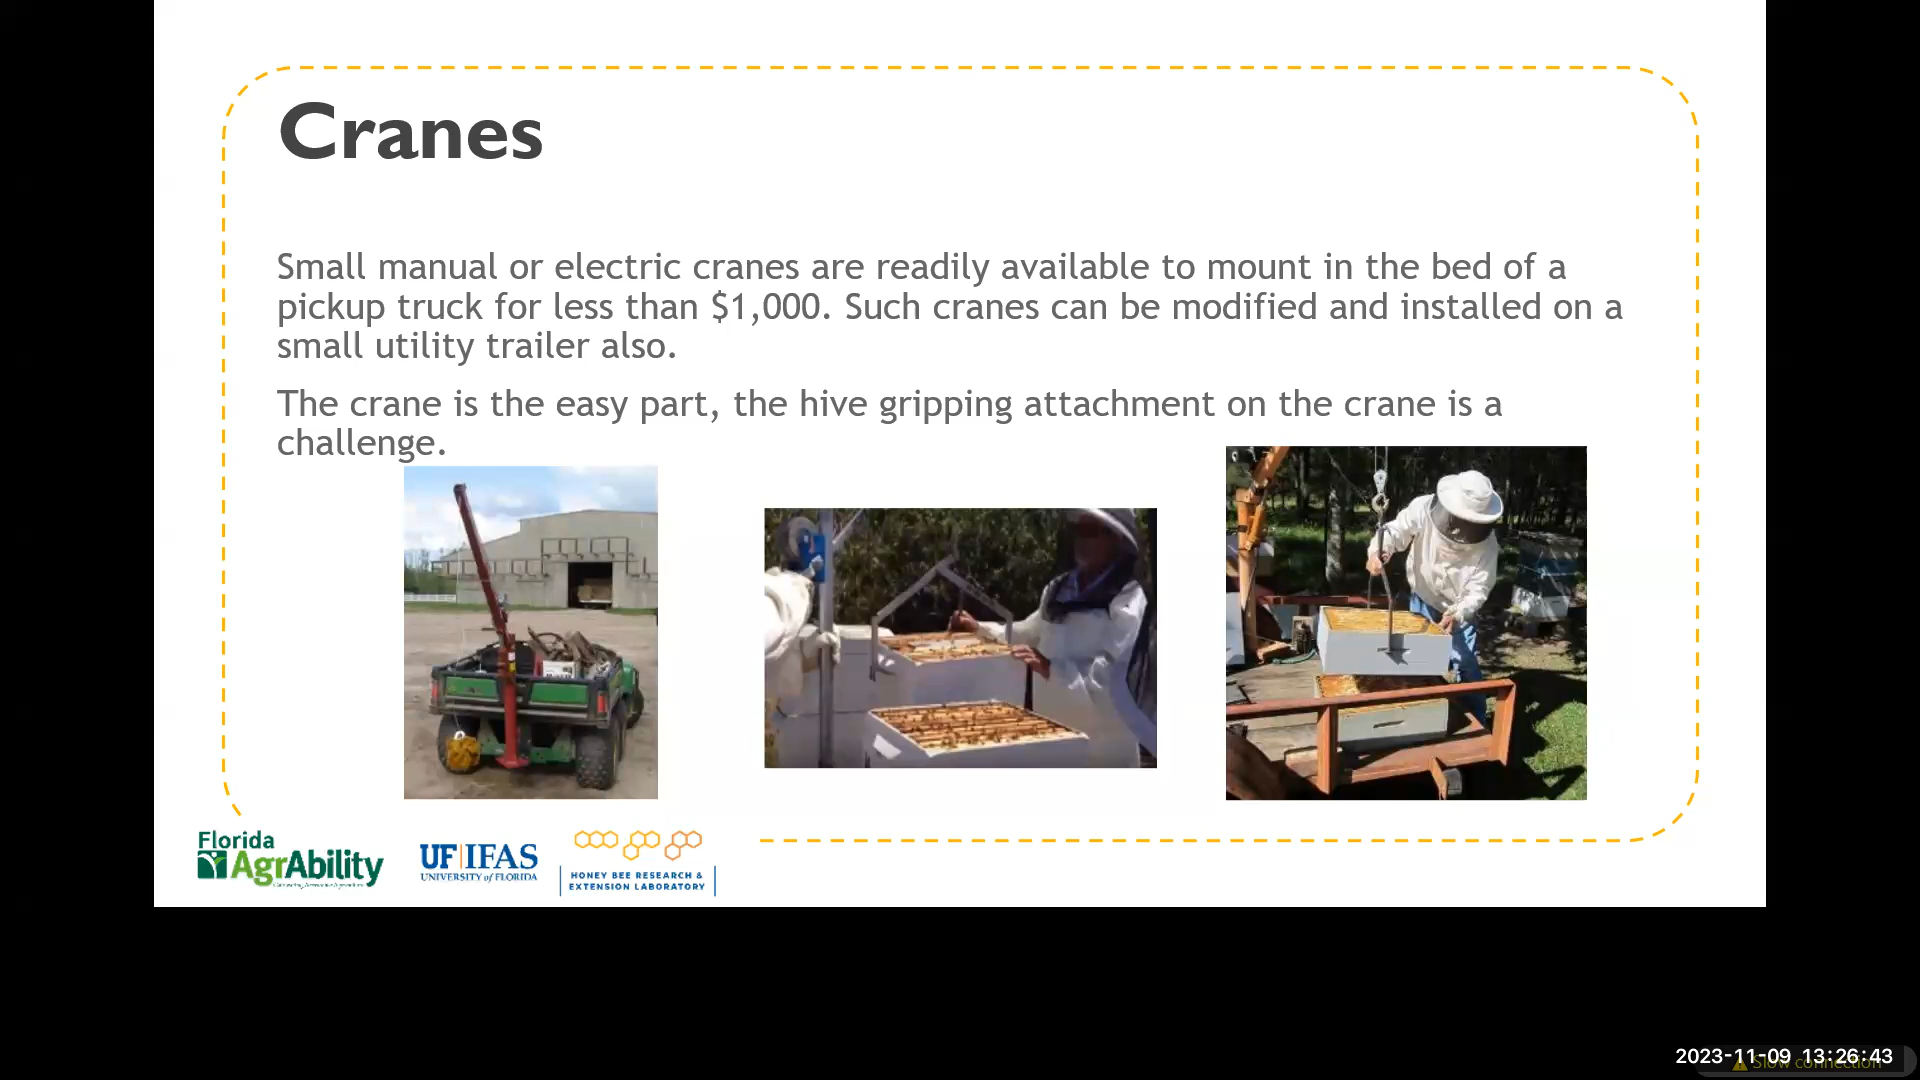 Cranes
Small manual or electric cranes are readily available to mount in the bed of a
pickup truck for less than $1,000. Such cranes can be modified and installed on a
small utility trailer also.
The crane is the easy part, the hive gripping attachment on the crane is a
challenge.
Florida
AgrAbility
UF|IFAS
UNIVERSITY of FLORIDA
HONEY BEE RESEARCH &
EXTENSION LABORATORY
2023-11-09 13:26:43
Slow connection